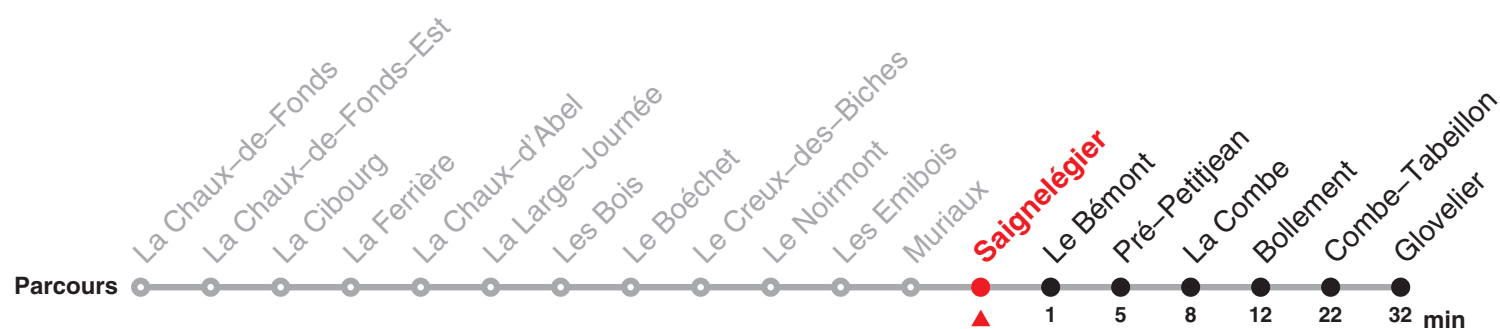 La Chaux–de–Fonds
La Chaux–de–Fonds–Est
La Cibourg
La Ferrière
La Chaux–d'Abel
La Large–Journée
Les Bois
Le Boéchet
Le Creux–des–Biches
Le Noirmont
Les Emibois
Muriaux
Saignelégier
Le Bémont
Pré–Petitjean
La Combe
Bollement
Combe–Tabeillon
Glovelier
Parcours
1 5 8 12 22 32 min